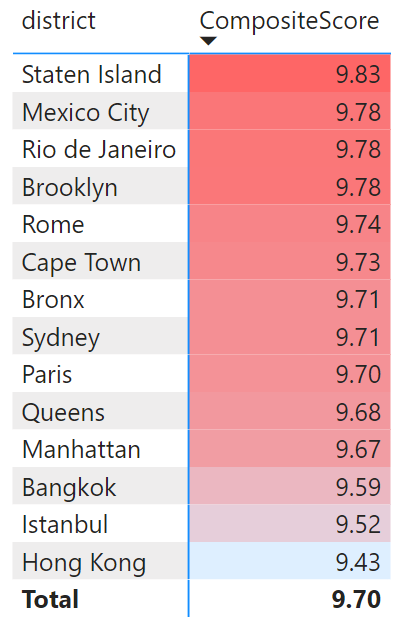 district CompositeScore
Staten Island 9.83
Mexico City 9.78
Rio de Janeiro 9.78
Brooklyn 9.78
Rome 9.74
Cape Town 9.73
Bronx 9.71
Sydney 9.71
Paris 9.70
Queens 9.68
Manhattan 9.67
Bangkok 9.59
Istanbul 9.52
Hong Kong 9.43
Total 9.70